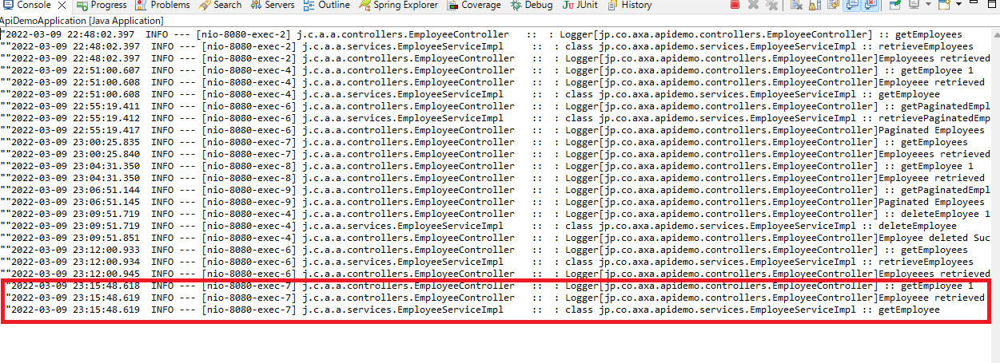 Console Progress Problems Search Servers Outline Spring Explorer Coverage Debug JUnit History
ApiDemoApplication [Java Application]
"2022-03-09 22:48:02.397  INFO --- [nio-8080-exec-2] j.c.a.a.controllers.EmployeeController   ::  : Logger[jp.co.axa.apidemo.controllers.EmployeeController] :: getEmployees
""2022-03-09 22:48:02.397  INFO --- [nio-8080-exec-2] j.c.a.a.services.EmployeeServiceImpl     ::  : class jp.co.axa.apidemo.services.EmployeeServiceImpl :: retrieveEmployees
""2022-03-09 22:48:02.397  INFO --- [nio-8080-exec-2] j.c.a.a.controllers.EmployeeController   ::  : Logger[jp.co.axa.apidemo.controllers.EmployeeController]Employeees retrieved
""2022-03-09 22:51:00.607  INFO --- [nio-8080-exec-4] j.c.a.a.controllers.EmployeeController   ::  : Logger[jp.co.axa.apidemo.controllers.EmployeeController] :: getEmployee 1
""2022-03-09 22:51:00.608  INFO --- [nio-8080-exec-4] j.c.a.a.controllers.EmployeeController   ::  : Logger[jp.co.axa.apidemo.controllers.EmployeeController]Employeee retrieved
""2022-03-09 22:51:00.608  INFO --- [nio-8080-exec-4] j.c.a.a.services.EmployeeServiceImpl     ::  : class jp.co.axa.apidemo.services.EmployeeServiceImpl :: getEmployee
""2022-03-09 22:55:19.411  INFO --- [nio-8080-exec-6] j.c.a.a.controllers.EmployeeController   ::  : Logger[jp.co.axa.apidemo.controllers.EmployeeController] :: getPaginatedEmpl
""2022-03-09 22:55:19.412  INFO --- [nio-8080-exec-6] j.c.a.a.services.EmployeeServiceImpl     ::  : class jp.co.axa.apidemo.services.EmployeeServiceImpl :: retrievePaginatedEmp
""2022-03-09 22:55:19.417  INFO --- [nio-8080-exec-6] j.c.a.a.controllers.EmployeeController   ::  : Logger[jp.co.axa.apidemo.controllers.EmployeeController]Paginated Employees
""2022-03-09 23:00:25.835  INFO --- [nio-8080-exec-7] j.c.a.a.controllers.EmployeeController   ::  : Logger[jp.co.axa.apidemo.controllers.EmployeeController] :: getEmployees
""2022-03-09 23:00:25.840  INFO --- [nio-8080-exec-7] j.c.a.a.controllers.EmployeeController   ::  : Logger[jp.co.axa.apidemo.controllers.EmployeeController]Employeees retrieved
""2022-03-09 23:04:31.350  INFO --- [nio-8080-exec-8] j.c.a.a.controllers.EmployeeController   ::  : Logger[jp.co.axa.apidemo.controllers.EmployeeController] :: getEmployee 1
""2022-03-09 23:04:31.350  INFO --- [nio-8080-exec-8] j.c.a.a.controllers.EmployeeController   ::  : Logger[jp.co.axa.apidemo.controllers.EmployeeController]Employeee retrieved
""2022-03-09 23:06:51.144  INFO --- [nio-8080-exec-9] j.c.a.a.controllers.EmployeeController   ::  : Logger[jp.co.axa.apidemo.controllers.EmployeeController] :: getPaginatedEmpl
""2022-03-09 23:06:51.145  INFO --- [nio-8080-exec-9] j.c.a.a.controllers.EmployeeController   ::  : Logger[jp.co.axa.apidemo.controllers.EmployeeController]Paginated Employees
""2022-03-09 23:09:51.719  INFO --- [nio-8080-exec-4] j.c.a.a.controllers.EmployeeController   ::  : Logger[jp.co.axa.apidemo.controllers.EmployeeController] :: deleteEmployee 1
""2022-03-09 23:09:51.719  INFO --- [nio-8080-exec-4] j.c.a.a.services.EmployeeServiceImpl     ::  : class jp.co.axa.apidemo.services.EmployeeServiceImpl :: deleteEmployee
""2022-03-09 23:09:51.851  INFO --- [nio-8080-exec-4] j.c.a.a.controllers.EmployeeController   ::  : Logger[jp.co.axa.apidemo.controllers.EmployeeController]Employee deleted Suc
""2022-03-09 23:12:00.933  INFO --- [nio-8080-exec-6] j.c.a.a.controllers.EmployeeController   ::  : Logger[jp.co.axa.apidemo.controllers.EmployeeController] :: getEmployees
""2022-03-09 23:12:00.934  INFO --- [nio-8080-exec-6] j.c.a.a.services.EmployeeServiceImpl     ::  : class jp.co.axa.apidemo.services.EmployeeServiceImpl :: retrieveEmployees
""2022-03-09 23:12:00.945  INFO --- [nio-8080-exec-6] j.c.a.a.controllers.EmployeeController   ::  : Logger[jp.co.axa.apidemo.controllers.EmployeeController]Employeees retrieved
"2022-03-09 23:15:48.618  INFO --- [nio-8080-exec-7] j.c.a.a.controllers.EmployeeController   ::  : Logger[jp.co.axa.apidemo.controllers.EmployeeController] :: getEmployee 1
"2022-03-09 23:15:48.619  INFO --- [nio-8080-exec-7] j.c.a.a.controllers.EmployeeController   ::  : Logger[jp.co.axa.apidemo.controllers.EmployeeController]Employeee retrieved
"2022-03-09 23:15:48.619  INFO --- [nio-8080-exec-7] j.c.a.a.services.EmployeeServiceImpl     ::  : class jp.co.axa.apidemo.services.EmployeeServiceImpl :: getEmployee